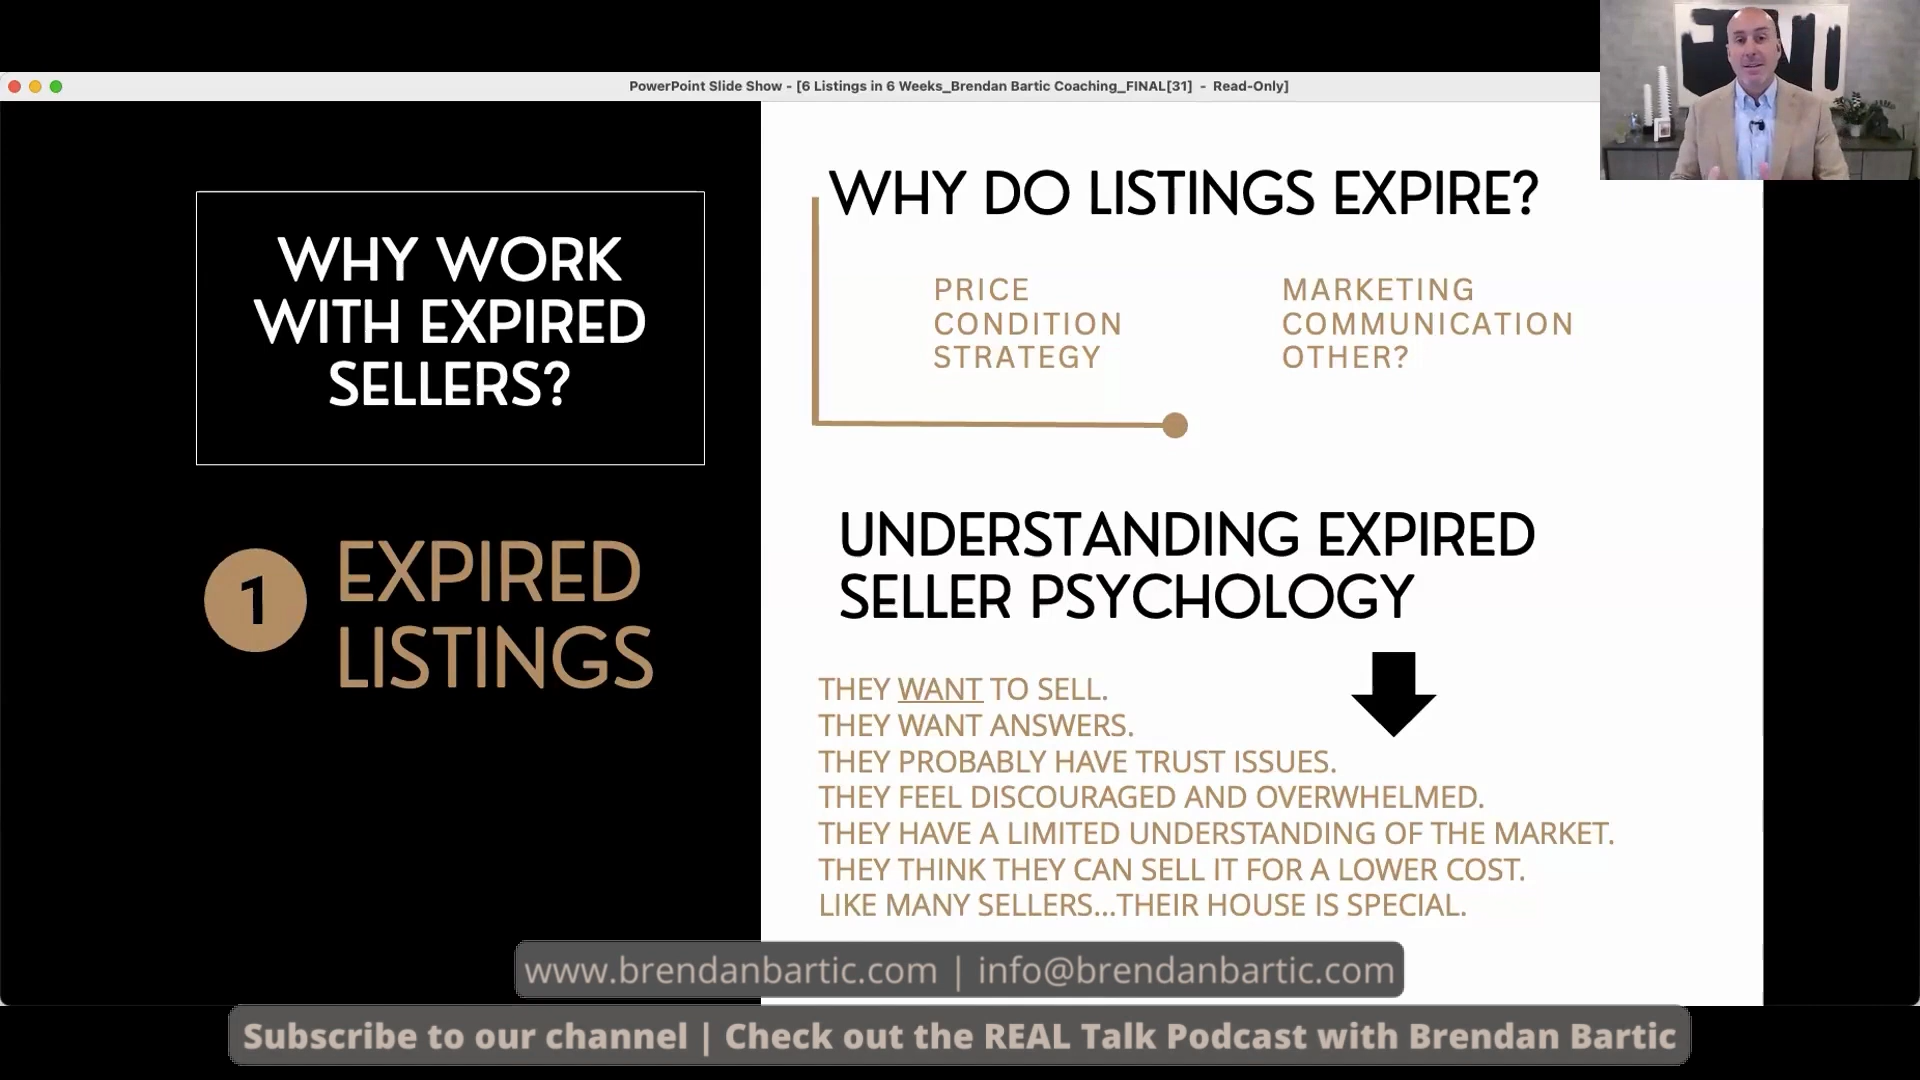 PowerPoint Slide Show - [6 Listings in 6 Weeks_Brendan Bartic Coaching_FINAL[31] - Read-Only]
WHY WORK
WITH EXPIRED
SELLERS?
1
EXPIRED
LISTINGS
WHY DO LISTINGS EXPIRE?
PRICE
CONDITION
STRATEGY
MARKETING
COMMUNICATION
OTHER?
UNDERSTANDING EXPIRED
SELLER PSYCHOLOGY
THEY WANT TO SELL.
THEY WANT ANSWERS.
THEY PROBABLY HAVE TRUST ISSUES.
THEY FEEL DISCOURAGED AND OVERWHELMED.
THEY HAVE A LIMITED UNDERSTANDING OF THE MARKET.
THEY THINK THEY CAN SELL IT FOR A LOWER COST.
LIKE MANY SELLERS...THEIR HOUSE IS SPECIAL.
www.brendanbartic.com | info@brendanbartic.com
Subscribe to our channel | Check out the REAL Talk Podcast with Brendan Bartic